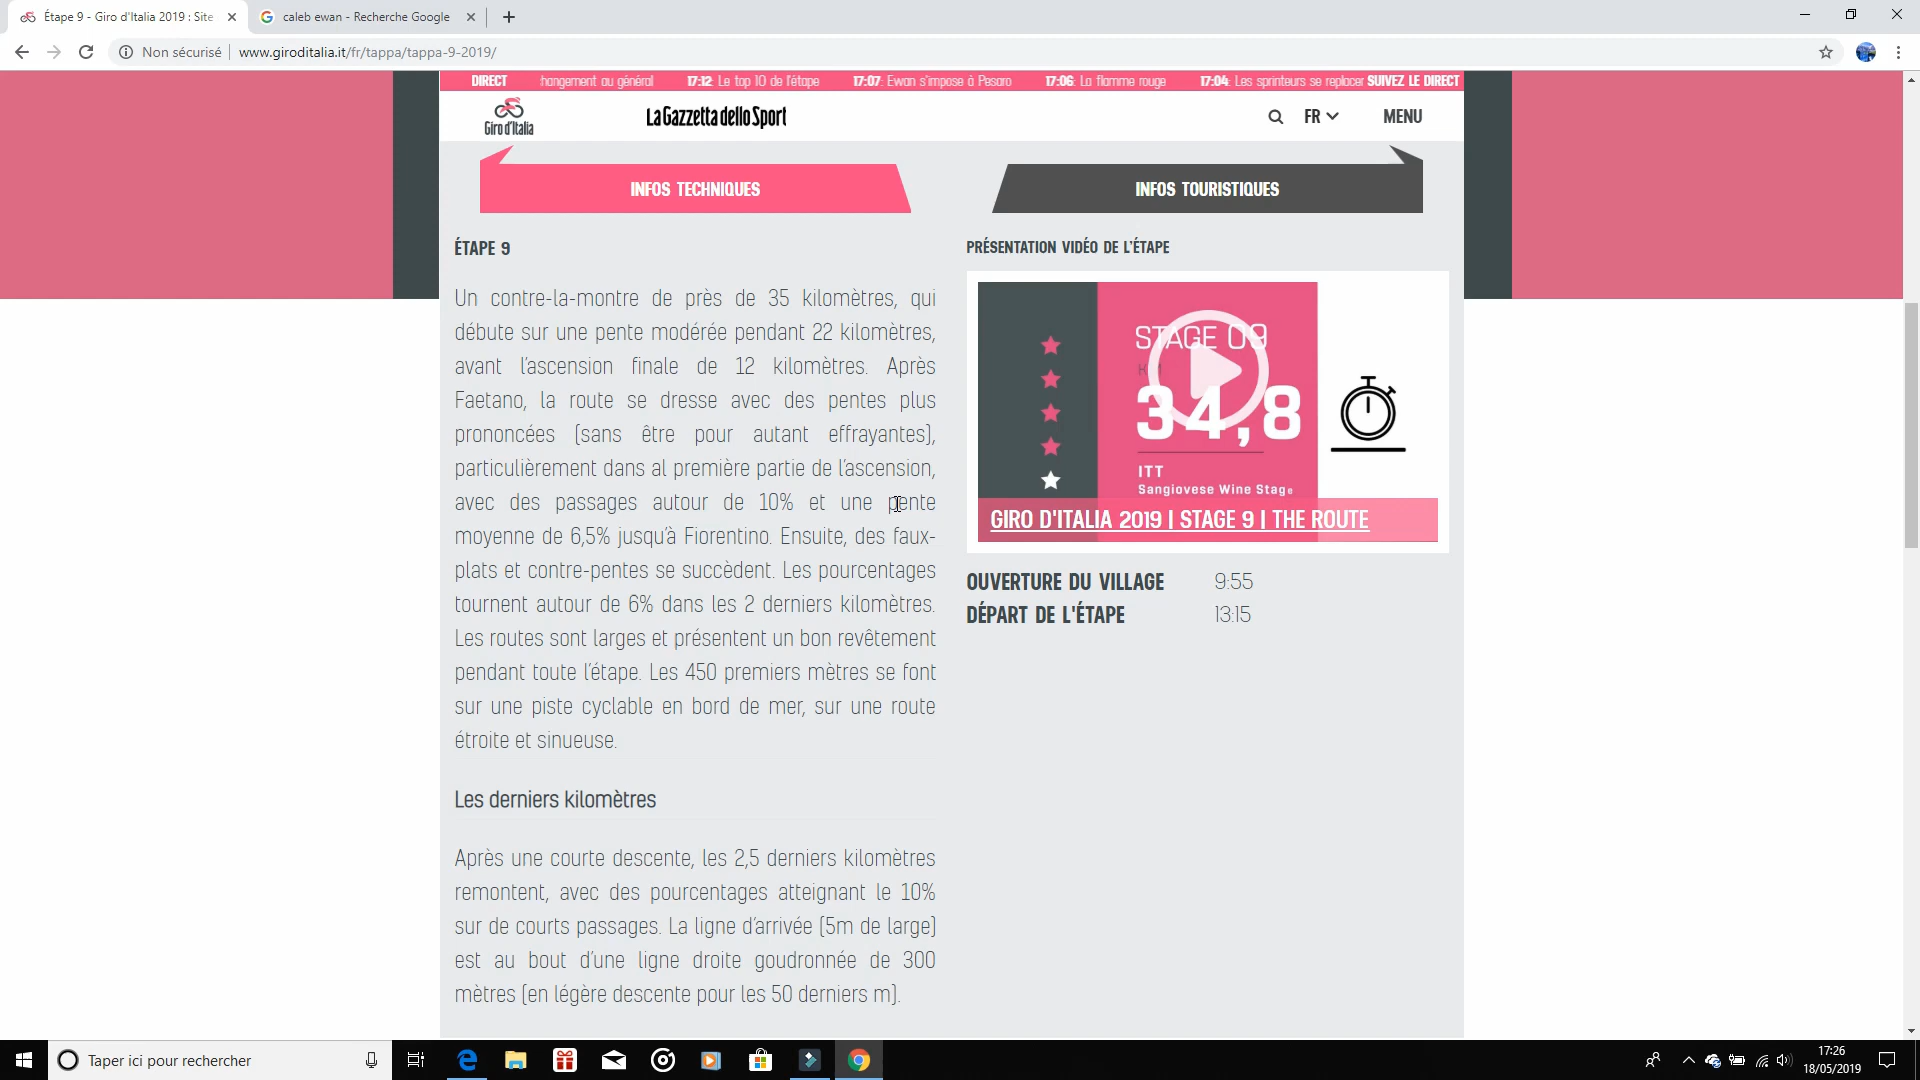 Étape 9 - Giro d'Italia 2019 : Site
caleb ewan - Recherche Google
Non sécurisé
www.giroditalia.it/fr/tappa/tappa-9-2019/
DIRECT hangement au général 17:12: Le top 10 de l'étape 17:07: Ewan s'impose à Pesaro 17:06: La flamme rouge 17:04: Les sprinteurs se replacer SUIVEZ LE DIRECT
Giro d'Italia
La Gazzetta dello Sport
FR
MENU
INFOS TECHNIQUES
INFOS TOURISTIQUES
ÉTAPE 9
Un contre-la-montre de près de 35 kilomètres, qui
débute sur une pente modérée pendant 22 kilomètres,
avant l'ascension finale de 12 kilomètres. Après
Faetano, la route se dresse avec des pentes plus
prononcées (sans être pour autant effrayantes),
particulièrement dans al première partie de l'ascension,
avec des passages autour de 10% et une pente
moyenne de 6,5% jusqu'à Fiorentino. Ensuite, des faux-
plats et contre-pentes se succèdent. Les pourcentages
tournent autour de 6% dans les 2 derniers kilomètres.
Les routes sont larges et présentent un bon revêtement
pendant toute l'étape. Les 450 premiers mètres se font
sur une piste cyclable en bord de mer, sur une route
étroite et sinueuse.
Les derniers kilomètres
Après une courte descente, les 2,5 derniers kilomètres
remontent, avec des pourcentages atteignant le 10%
sur de courts passages. La ligne d'arrivée (5m de large)
est au bout d'une ligne droite goudronnée de 300
mètres (en légère descente pour les 50 derniers m).
PRÉSENTATION VIDÉO DE L'ÉTAPE
STAGE 09
34,8
ITT
Sangiovese Wine Stage
GIRO D'ITALIA 2019 | STAGE 9 | THE ROUTE
OUVERTURE DU VILLAGE 9:55
DÉPART DE L'ÉTAPE 13:15
Taper ici pour rechercher
17:26
18/05/2019